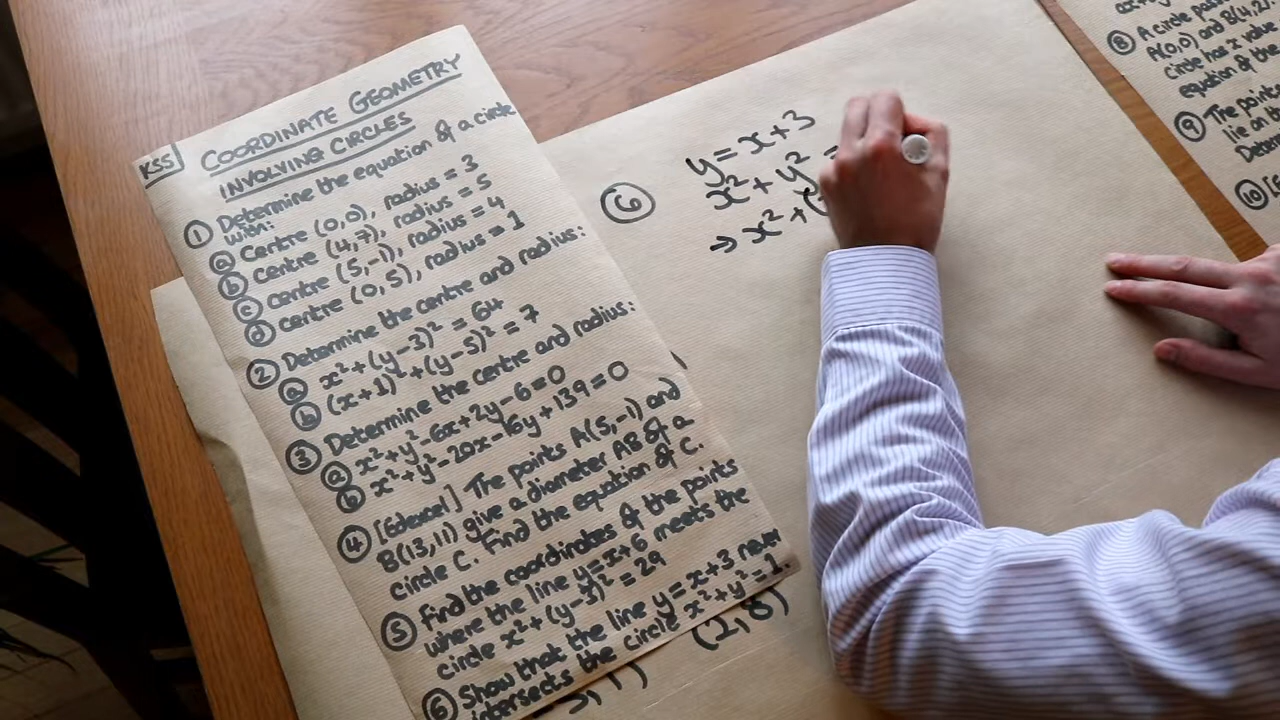 KSS
COORDINATE GEOMETRY
INVOLVING CIRCLES
① Determine the equation of a circle
with:
ⓐ Centre (0,0), radius = 3
ⓑ Centre (4,7), radius = 5
ⓒ Centre (5,-1), radius = 4
ⓓ Centre (0,5), radius = 1
② Determine the centre and radius:
ⓐ x²+(y-3)² = 64
ⓑ (x+1)²+(y-5)² = 7
③ Determine the centre and radius:
ⓐ x²+y²-6x+2y-6=0
ⓑ x²+y²-20x-16y+139=0
④ [Edexcel] The points A(5,-1) and
B(13,11) give a diameter AB of a
circle C. Find the equation of C.
⑤ Find the coordinates of the points
where the line y=x+6 meets the
circle x²+(y-3)² = 29
⑥ Show that the line y=x+3 never
intersects the circle x²+y²=1.
(2,8)
⑥ y=x+3
x²+y² =
⇒ x²+(
⑧ A circle
A(0,0) and B(4,2).
Circle has x value
equation of the
⑨ The points
lie on the
⑩